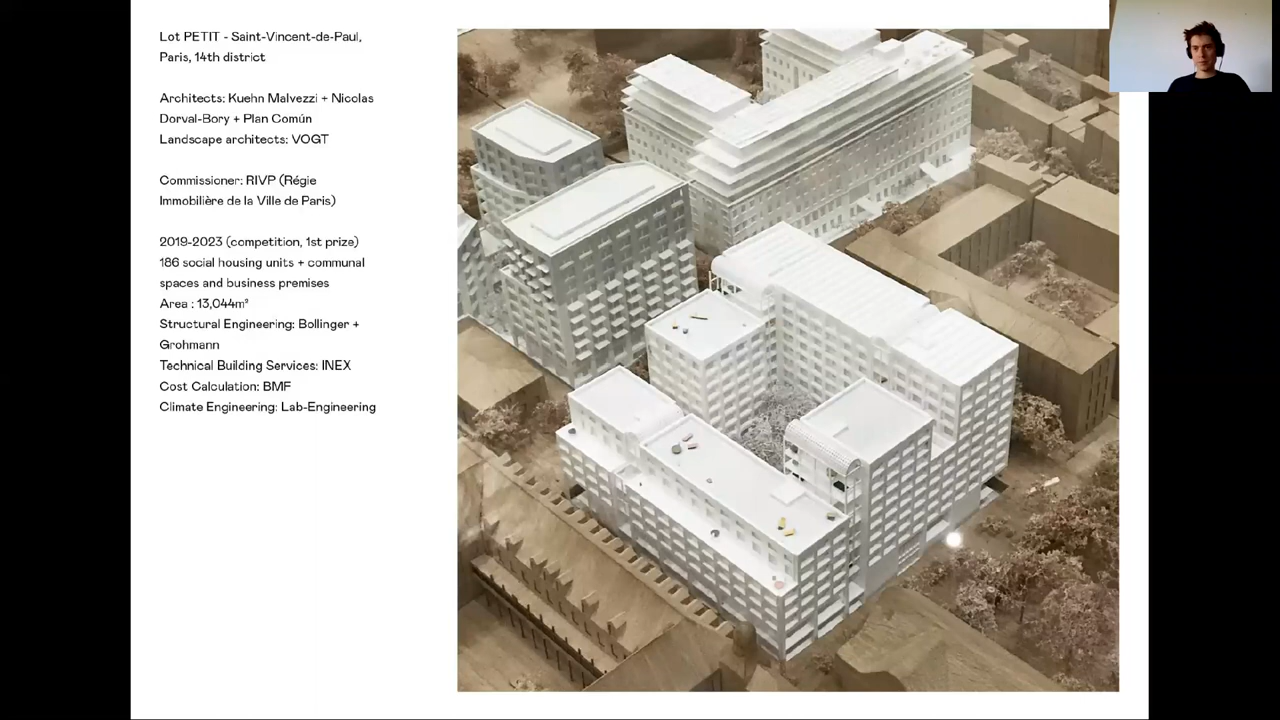 Lot PETIT - Saint-Vincent-de-Paul,
Paris, 14th district
Architects: Kuehn Malvezzi + Nicolas
Dorval-Bory + Plan Común
Landscape architects: VOGT
Commissioner: RIVP (Régie
Immobilière de la Ville de Paris)
2019-2023 (competition, 1st prize)
186 social housing units + communal
spaces and business premises
Area : 13,044m²
Structural Engineering: Bollinger +
Grohmann
Technical Building Services: INEX
Cost Calculation: BMF
Climate Engineering: Lab-Engineering